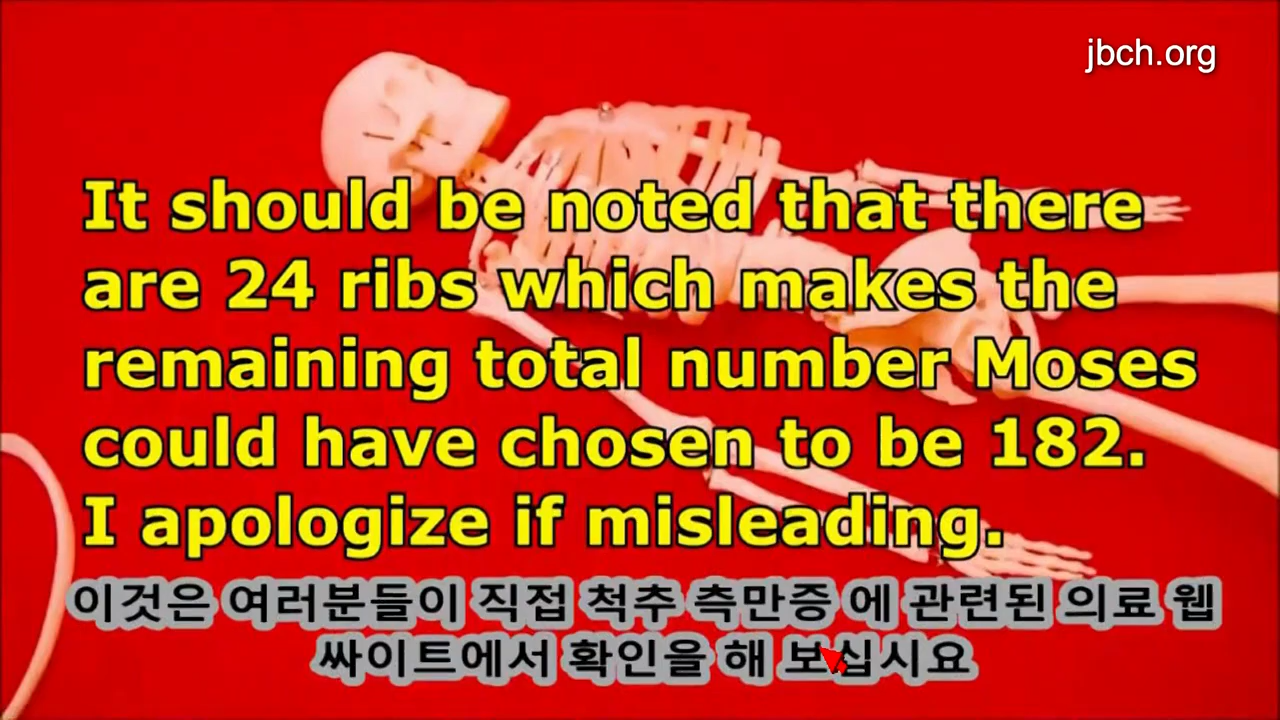 jbch.org
It should be noted that there
are 24 ribs which makes the
remaining total number Moses
could have chosen to be 182.
I apologize if misleading.
이것은 여러분들이 직접 척추 측만증 에 관련된 의료 웹
싸이트에서 확인을 해 보십시요